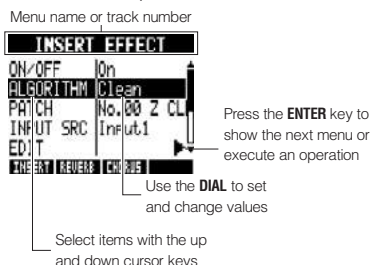 Menu name or track number
INSERT EFFECT
ON/OFF On
ALGORITHM Clean
PATCH No.00 Z CL
INPUT SRC Input1
EDIT
INSERT REVERB CHORUS
Press the ENTER key to
show the next menu or
execute an operation
Use the DIAL to set
and change values
Select items with the up
and down cursor keys